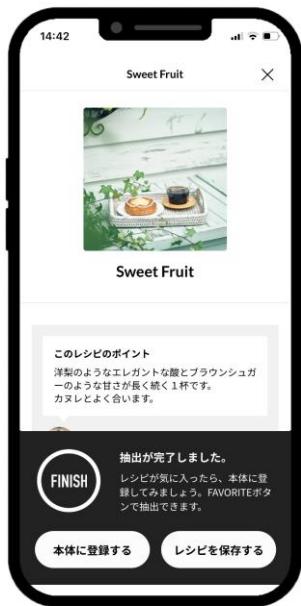 14:42
Sweet Fruit
Sweet Fruit
このレシピのポイント
洋梨のようなエレガントな酸とブラウンシュガ
ーのような甘さが長く続く1杯です。
カヌレとよく合います。
FINISH
抽出が完了しました。
レシピが気に入ったら、本体に登
録してみましょう。FAVORITEボタ
ンで抽出できます。
本体に登録する
レシピを保存する